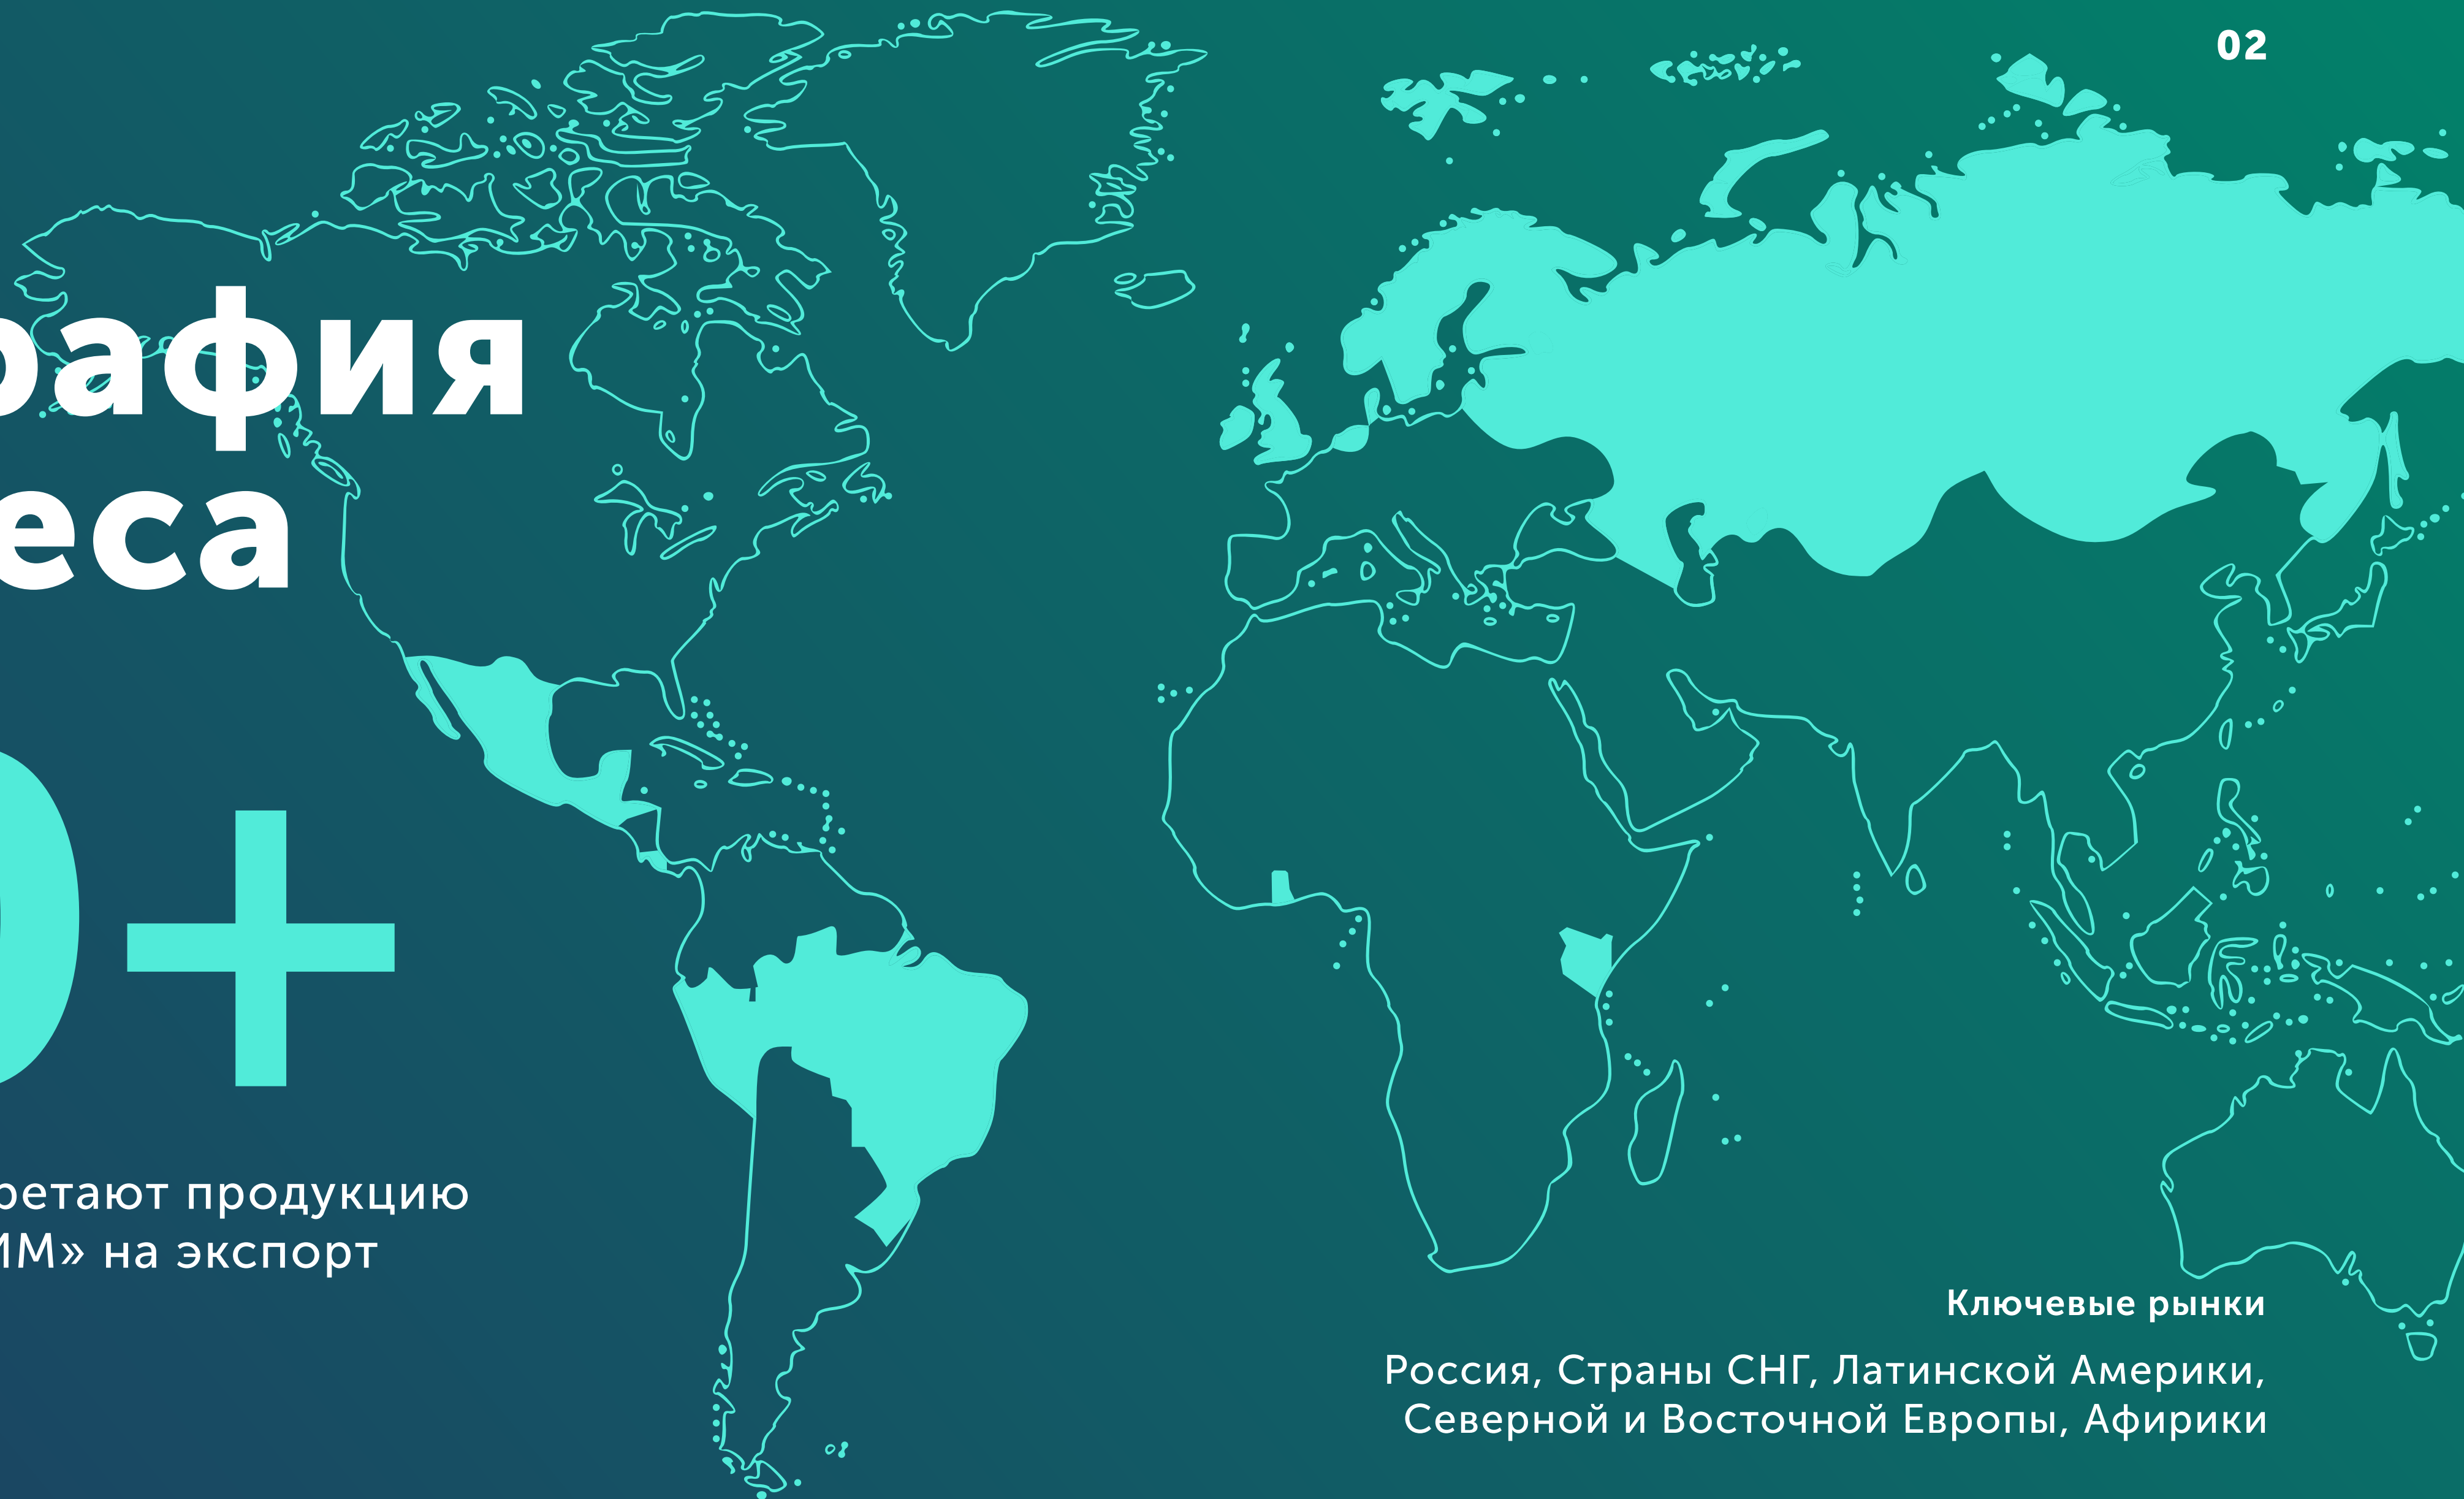 02
рафия
еса
0+
ретают продукцию
ИМ» на экспорт
Ключевые рынки
Россия, Страны СНГ, Латинской Америки,
Северной и Восточной Европы, Афирики